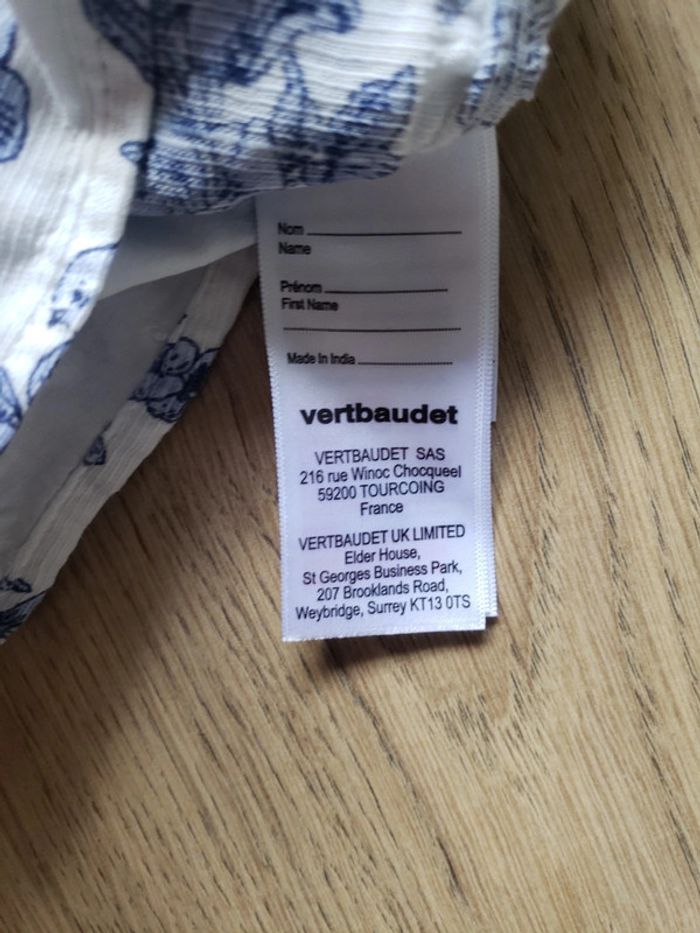 Nom
Name
Prénom
First Name
Made In India
vertbaudet
VERTBAUDET SAS
216 rue Winoc Chocqueel
59200 TOURCOING
France
VERTBAUDET UK LIMITED
Elder House,
St Georges Business Park,
207 Brooklands Road,
Weybridge, Surrey KT13 0TS